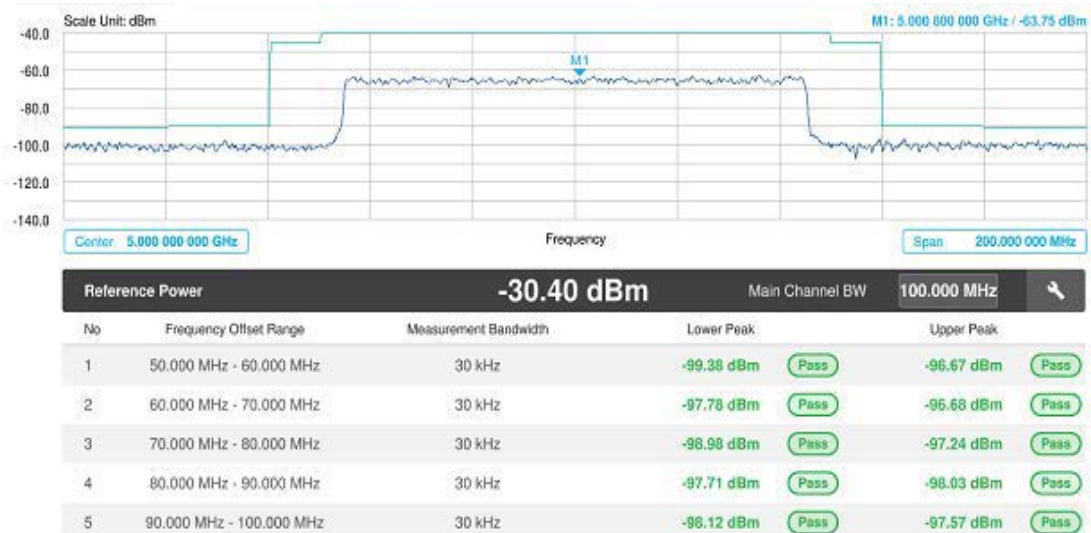 Scale Unit: dBm
M1: 5.000 800 000 GHz / -63.75 dBm
-40.0
-60.0
M1
-80.0
-100.0
-120.0
-140.0
Center 5.000 000 000 GHz
Frequency
Span 200.000 000 MHz
Reference Power -30.40 dBm Main Channel BW 100.000 MHz
No Frequency Offset Range Measurement Bandwidth Lower Peak Upper Peak
1 50.000 MHz - 60.000 MHz 30 kHz -99.38 dBm Pass -96.67 dBm Pass
2 60.000 MHz - 70.000 MHz 30 kHz -97.78 dBm Pass -96.68 dBm Pass
3 70.000 MHz - 80.000 MHz 30 kHz -98.98 dBm Pass -97.24 dBm Pass
4 80.000 MHz - 90.000 MHz 30 kHz -97.71 dBm Pass -98.03 dBm Pass
5 90.000 MHz - 100.000 MHz 30 kHz -98.12 dBm Pass -97.57 dBm Pass